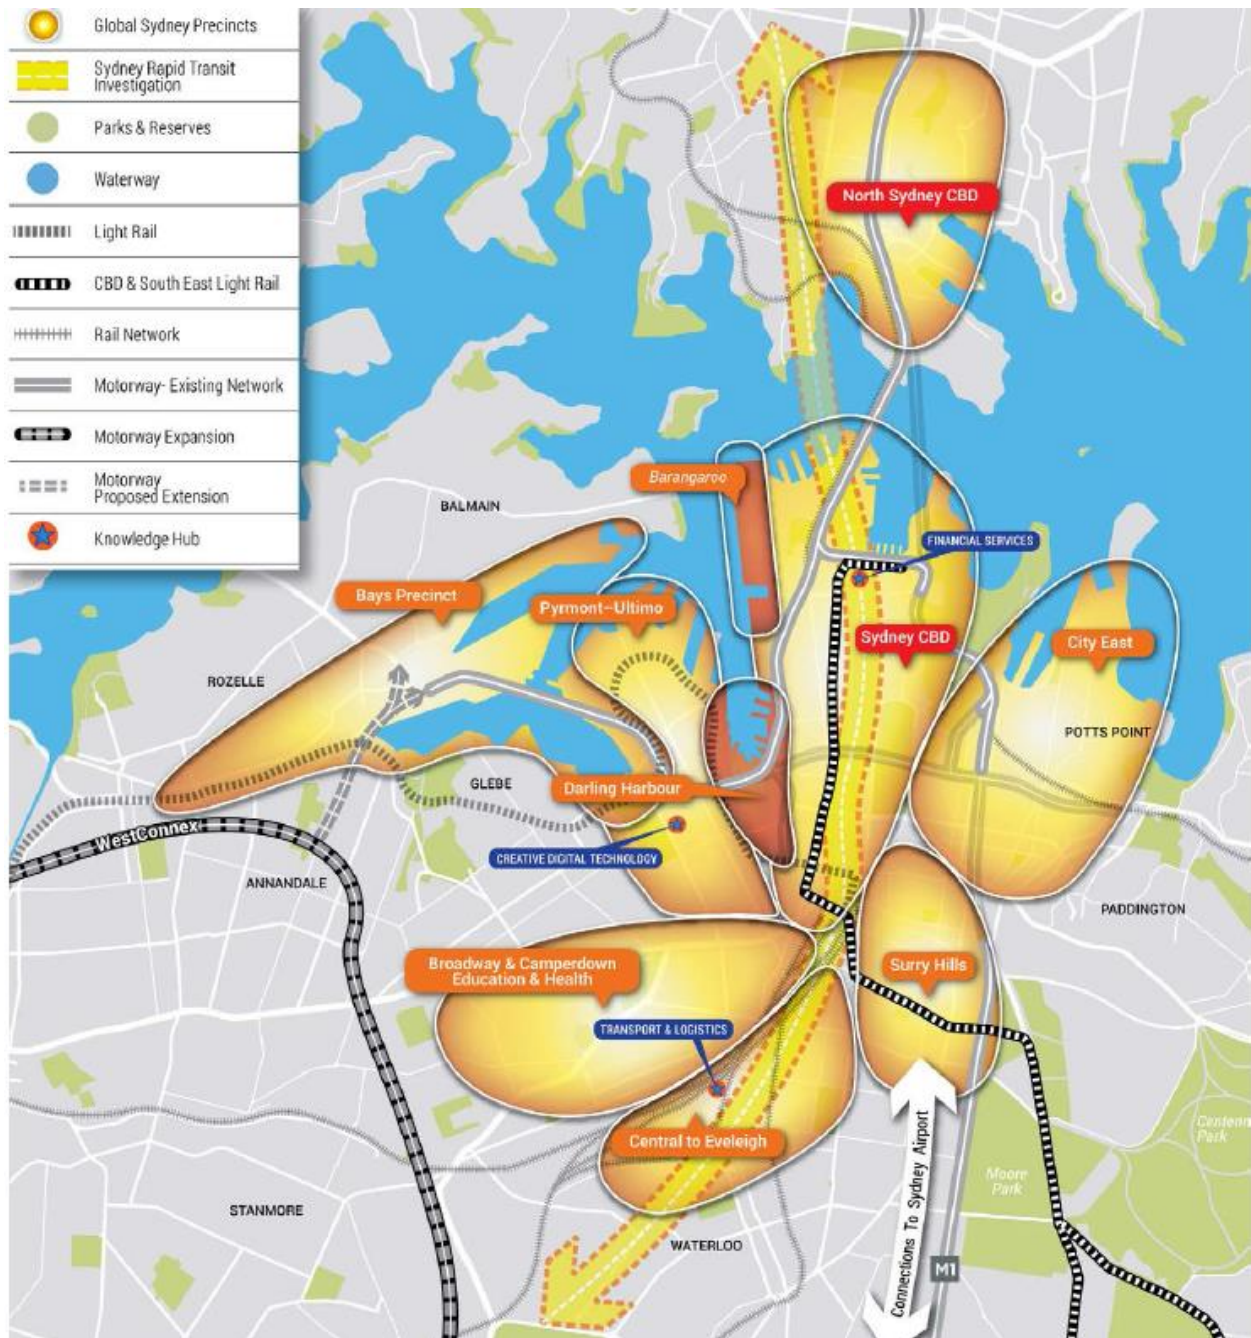 Global Sydney Precincts
Sydney Rapid Transit
Investigation
Parks & Reserves
Waterway
Light Rail
CBD & South East Light Rail
Rail Network
Motorway- Existing Network
Motorway Expansion
Motorway
Proposed Extension
Knowledge Hub
North Sydney CBD
Barangaroo
BALMAIN
FINANCIAL SERVICES
Bays Precinct
Pyrmont-Ultimo
Sydney CBD
City East
ROZELLE
POTTS POINT
GLEBE
Darling Harbour
WestConnex
CREATIVE DIGITAL TECHNOLOGY
ANNANDALE
PADDINGTON
Broadway & Camperdown
Education & Health
Surry Hills
TRANSPORT & LOGISTICS
Central to Eveleigh
Connections To Sydney Airport
Moore
Park
Centenn
Park
STANMORE
WATERLOO
M1